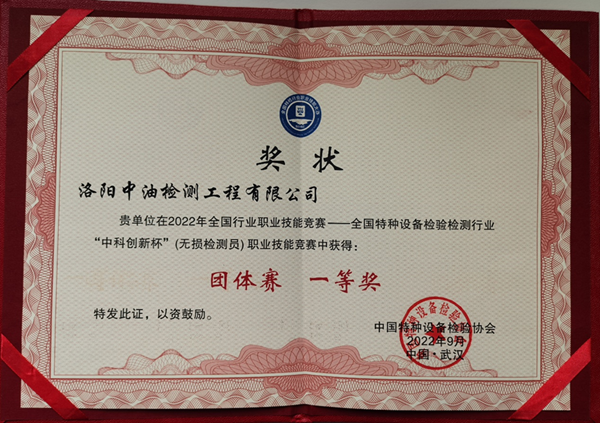 奖状
洛阳中油检测工程有限公司
贵单位在2022年全国行业职业技能竞赛——全国特种设备检验检测行业
“中科创新杯”(无损检测员)职业技能竞赛中获得：
团体赛 一等奖
特发此证，以资鼓励。
中国特种设备检验协会
2022年9月
中国·武汉